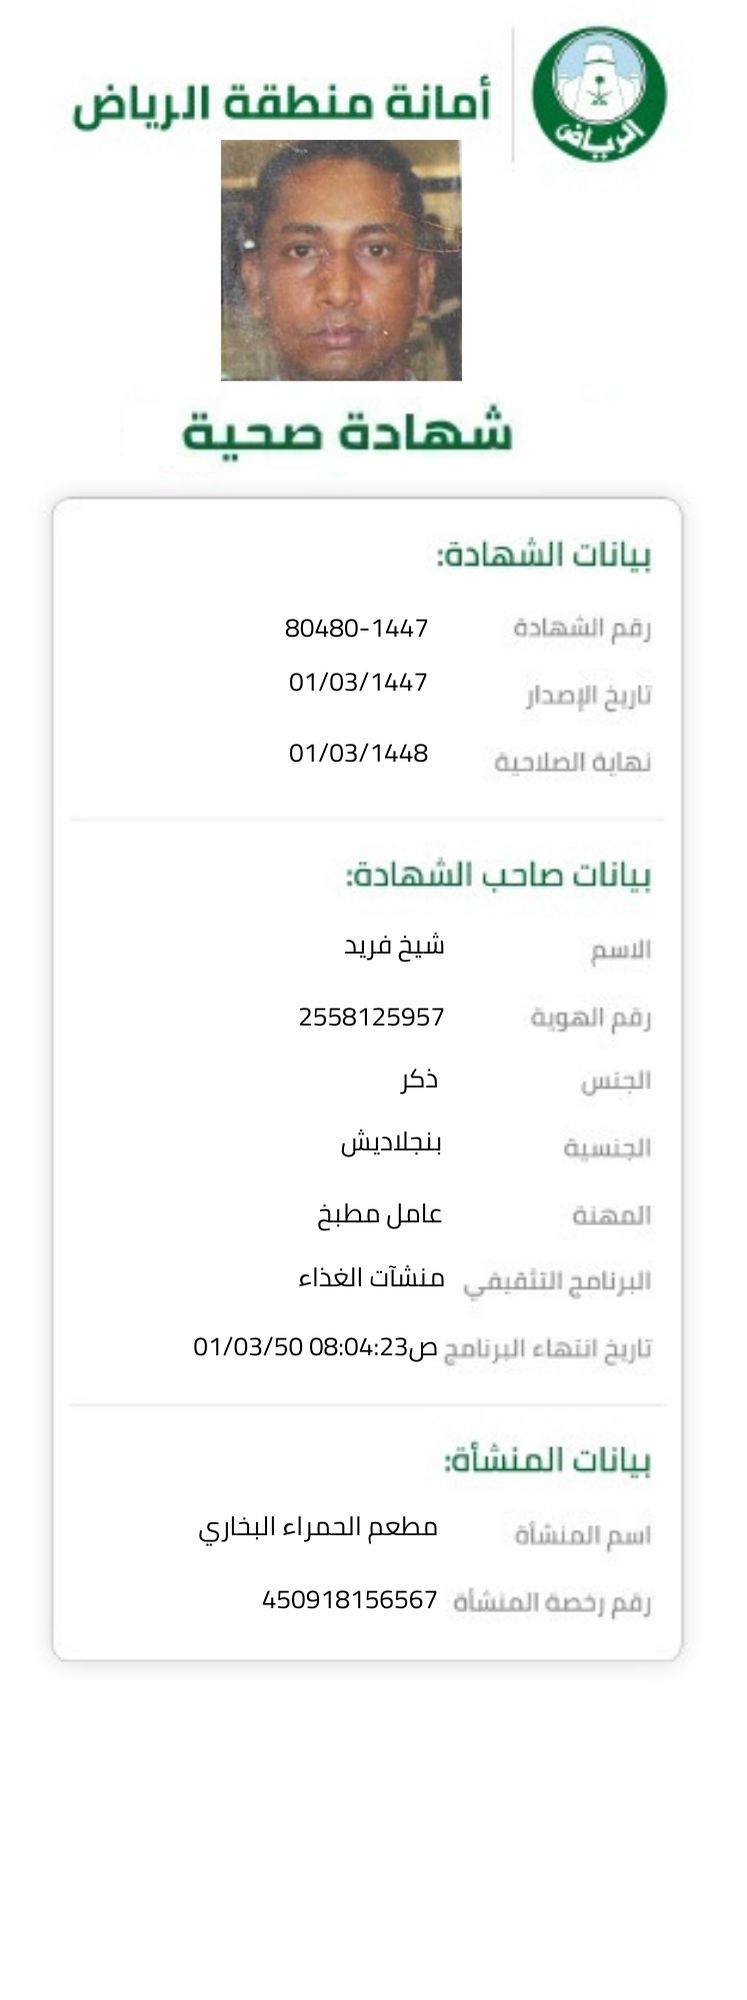 أمانة منطقة الرياض
الرياض
شهادة صحية
بيانات الشهادة:
رقم الشهادة 80480-1447
تاريخ الإصدار 01/03/1447
نهاية الصلاحية 01/03/1448
بيانات صاحب الشهادة:
الاسم شيخ فريد
رقم الهوية 2558125957
الجنس ذكر
الجنسية بنجلاديش
المهنة عامل مطبخ
البرنامج التثقيفي منشآت الغذاء
تاريخ انتهاء البرنامج ص08:04:23 01/03/50
بيانات المنشأة:
اسم المنشأة مطعم الحمراء البخاري
رقم رخصة المنشأة 450918156567